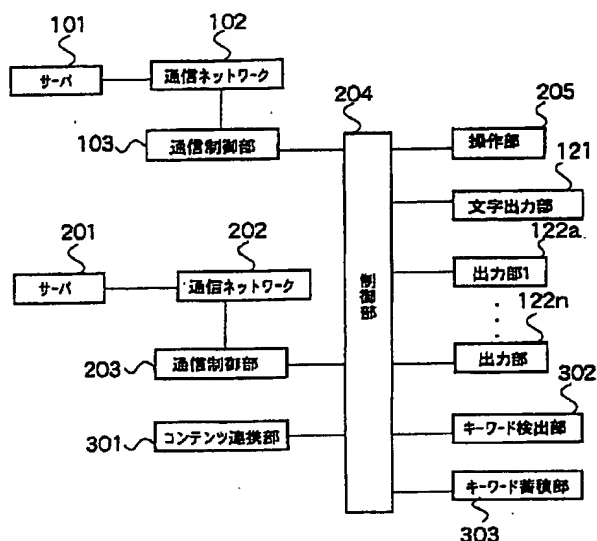 102
101
サーバ
通信ネットワーク
204
205
103
通信制御部
操作部
121
文字出力部
201
202
122a
サーバ
通信ネットワーク
制御部
出力部1
122n
203
通信制御部
出力部
302
301
コンテンツ連携部
キーワード検出部
キーワード蓄積部
303